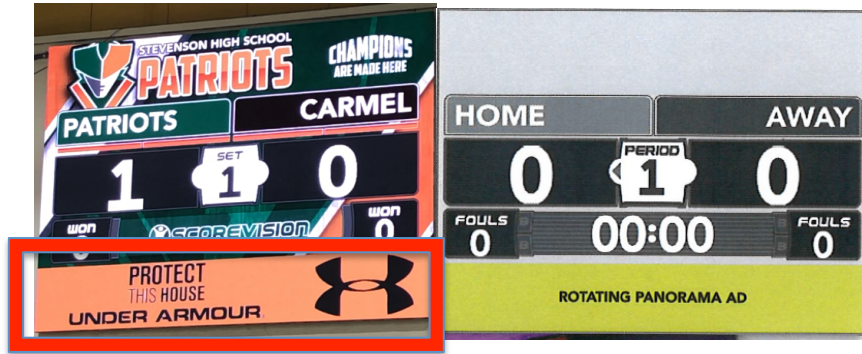 STEVENSON HIGH SCHOOL
PATRIOTS
CHAMPIONS
ARE MADE HERE
PATRIOTS
CARMEL
1
SET
1
0
WON
WON
0
SCOREVISION
PROTECT
THIS HOUSE
UNDER ARMOUR
HOME
AWAY
0
PERIOD
1
0
FOULS
0
00:00
FOULS
0
ROTATING PANORAMA AD